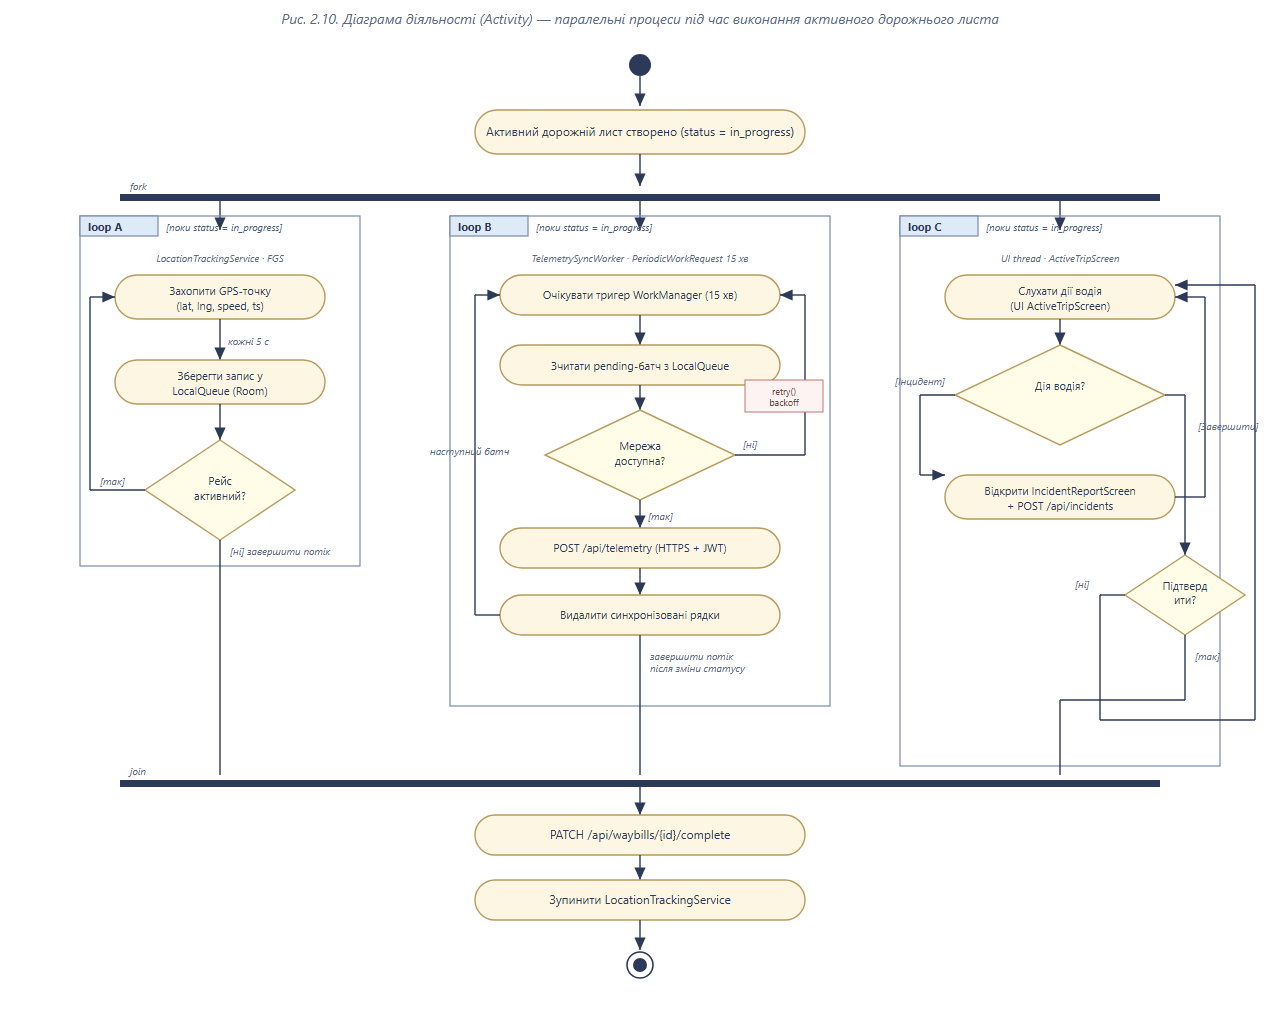 Рис. 2.10. Діаграма діяльності (Activity) — паралельні процеси під час виконання активного дорожнього листа
Активний дорожній лист створено (status = in_progress)
fork
loop A
[поки status = in_progress]
LocationTrackingService · FGS
Захопити GPS-точку
(lat, lng, speed, ts)
кожні 5 с
Зберегти запис у
LocalQueue (Room)
Рейс
активний?
[так]
[ні] завершити потік
loop B
[поки status = in_progress]
TelemetrySyncWorker · PeriodicWorkRequest 15 хв
Очікувати тригер WorkManager (15 хв)
Зчитати pending-батч з LocalQueue
retry()
backoff
Мережа
доступна?
[ні]
наступний батч
[так]
POST /api/telemetry (HTTPS + JWT)
Видалити синхронізовані рядки
завершити потік
після зміни статусу
loop C
[поки status = in_progress]
UI thread · ActiveTripScreen
Слухати дії водія
(UI ActiveTripScreen)
Дія водія?
[Інцидент]
[Завершити]
Відкрити IncidentReportScreen
+ POST /api/incidents
Підтверд
ити?
[ні]
[так]
join
PATCH /api/waybills/{id}/complete
Зупинити LocationTrackingService